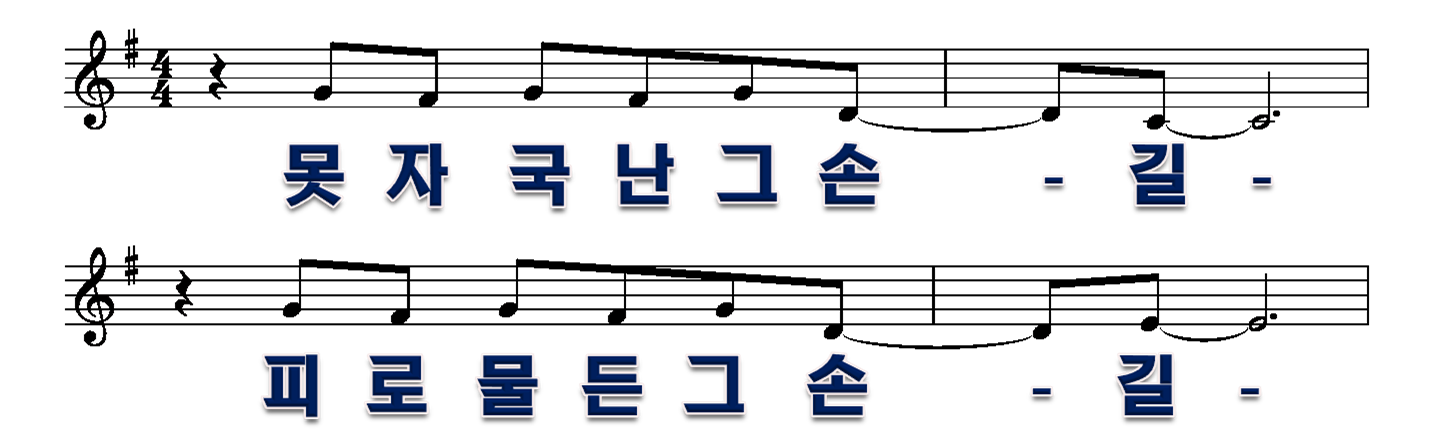 못 자 국 난 그 손 - 길 -
피 로 물 든 그 손 - 길 -